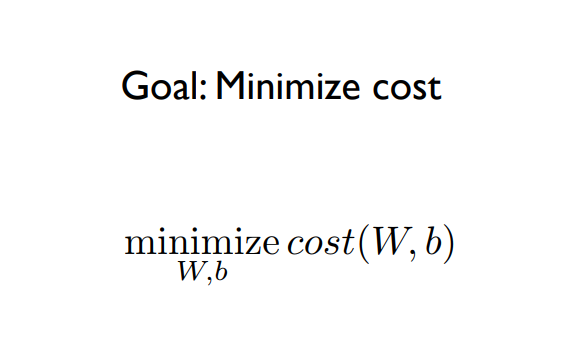 Goal: Minimize cost
minimize cost(W, b)
W,b